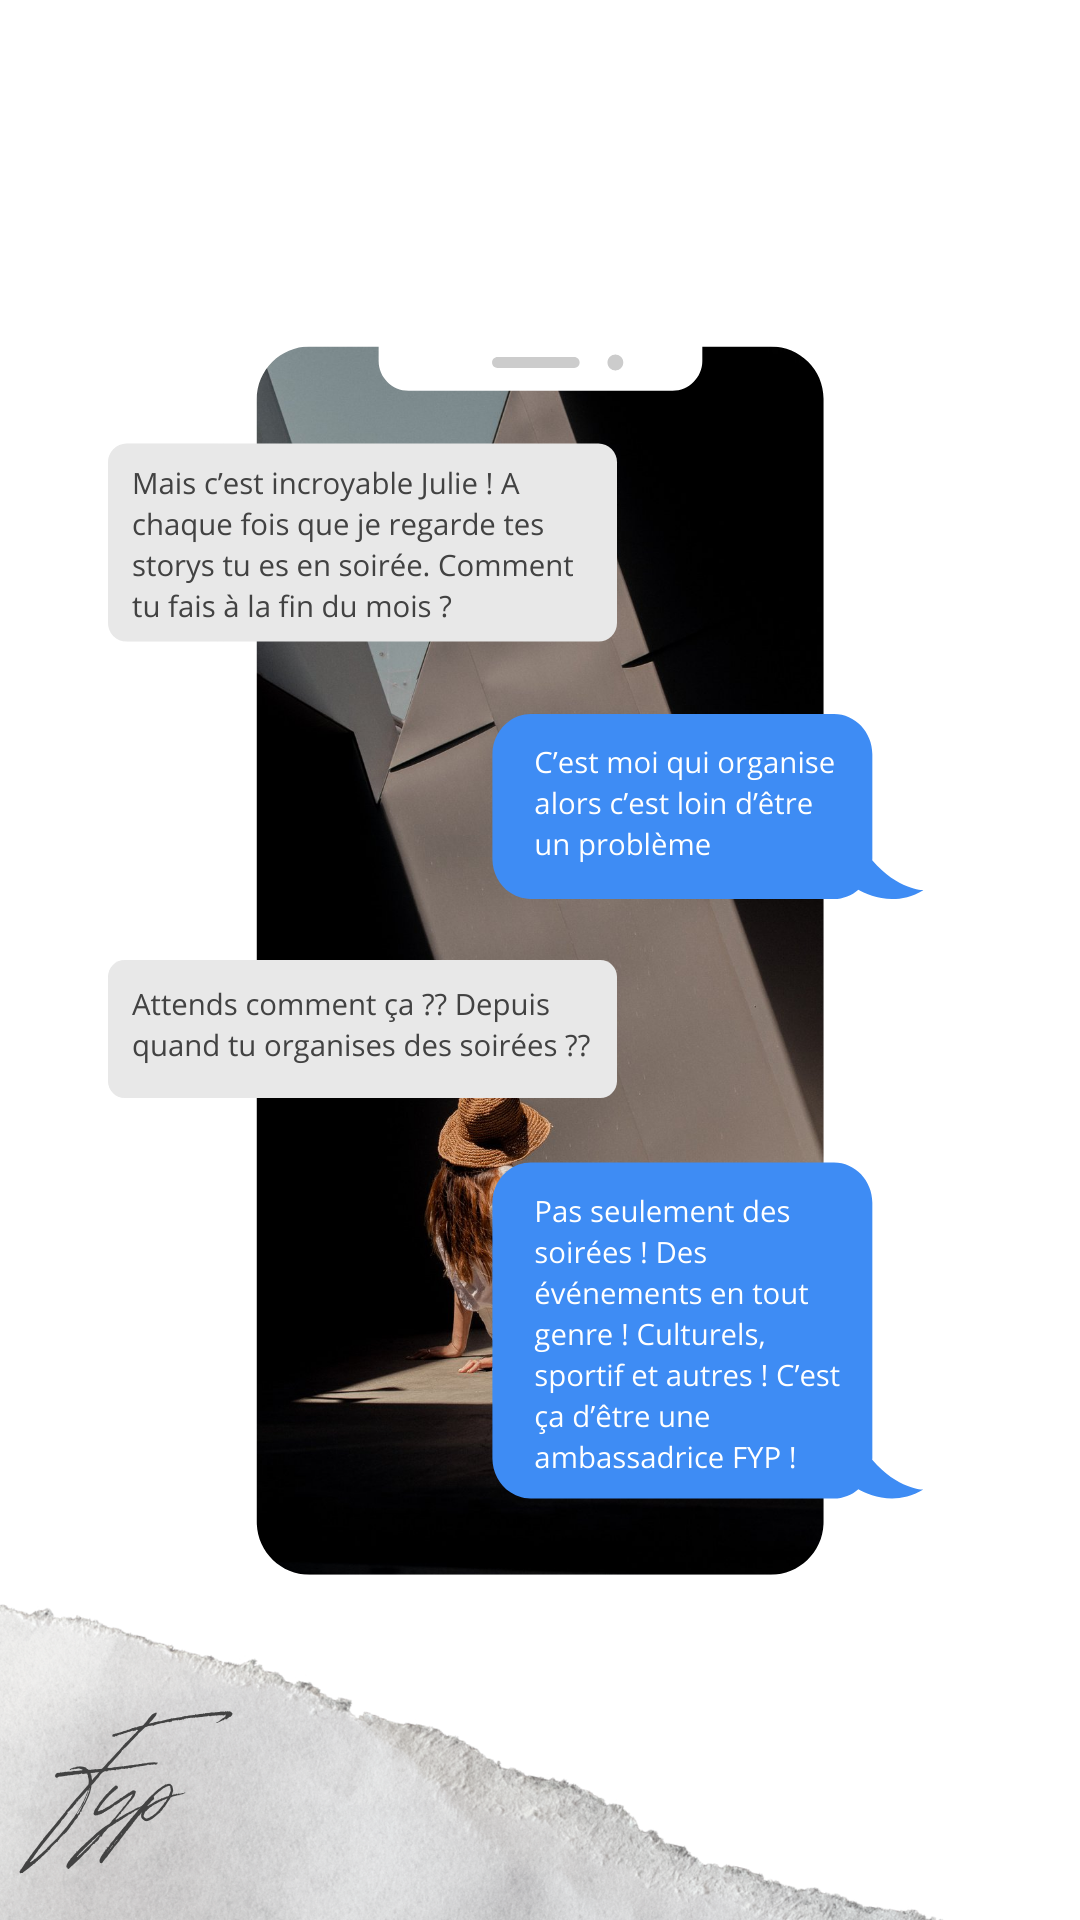 Mais c’est incroyable Julie ! A
chaque fois que je regarde tes
storys tu es en soirée. Comment
tu fais à la fin du mois ?
C’est moi qui organise
alors c’est loin d’être
un problème
Attends comment ça ?? Depuis
quand tu organises des soirées ??
Pas seulement des
soirées ! Des
événements en tout
genre ! Culturels,
sportif et autres ! C’est
ça d’être une
ambassadrice FYP !
Fyp